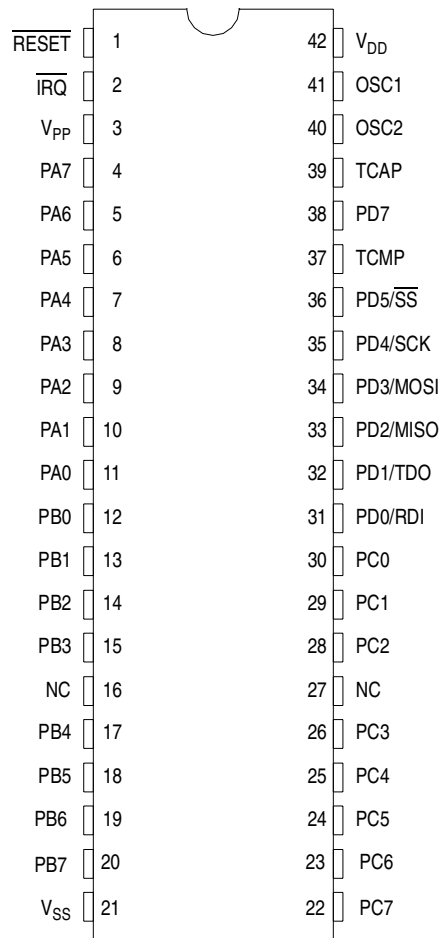 RESET 1 42 VDD
IRQ 2 41 OSC1
VPP 3 40 OSC2
PA7 4 39 TCAP
PA6 5 38 PD7
PA5 6 37 TCMP
PA4 7 36 PD5/SS
PA3 8 35 PD4/SCK
PA2 9 34 PD3/MOSI
PA1 10 33 PD2/MISO
PA0 11 32 PD1/TDO
PB0 12 31 PD0/RDI
PB1 13 30 PC0
PB2 14 29 PC1
PB3 15 28 PC2
NC 16 27 NC
PB4 17 26 PC3
PB5 18 25 PC4
PB6 19 24 PC5
PB7 20 23 PC6
VSS 21 22 PC7